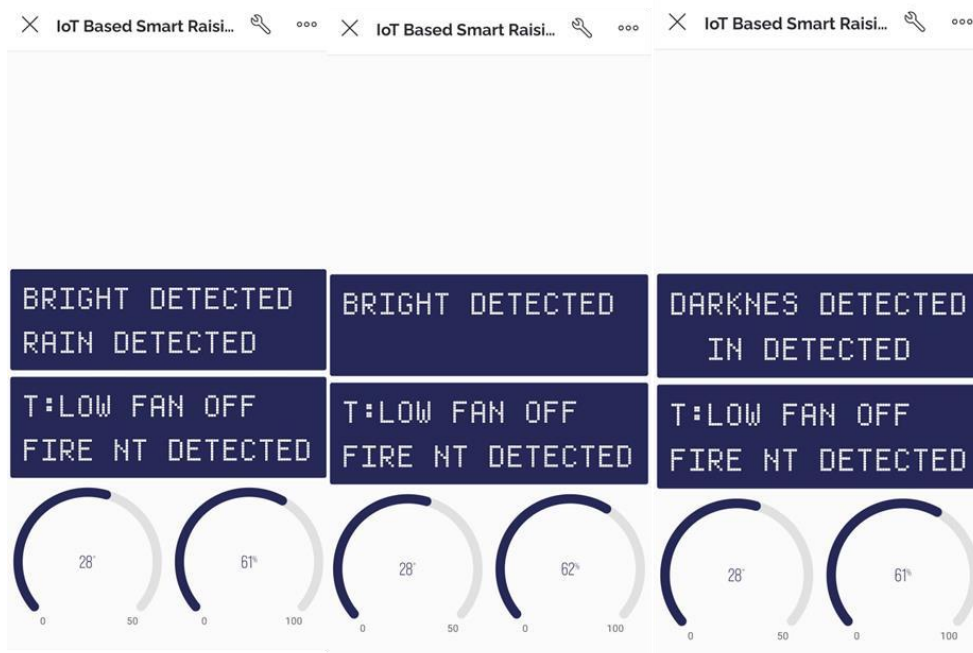 IoT Based Smart Raisi...
BRIGHT DETECTED
RAIN DETECTED
T:LOW FAN OFF
FIRE NT DETECTED
28°
61%
0
50
0
100
IoT Based Smart Raisi...
BRIGHT DETECTED
T:LOW FAN OFF
FIRE NT DETECTED
28°
62%
0
50
0
100
IoT Based Smart Raisi...
DARKNES DETECTED
IN DETECTED
T:LOW FAN OFF
FIRE NT DETECTED
28°
61%
0
50
0
100